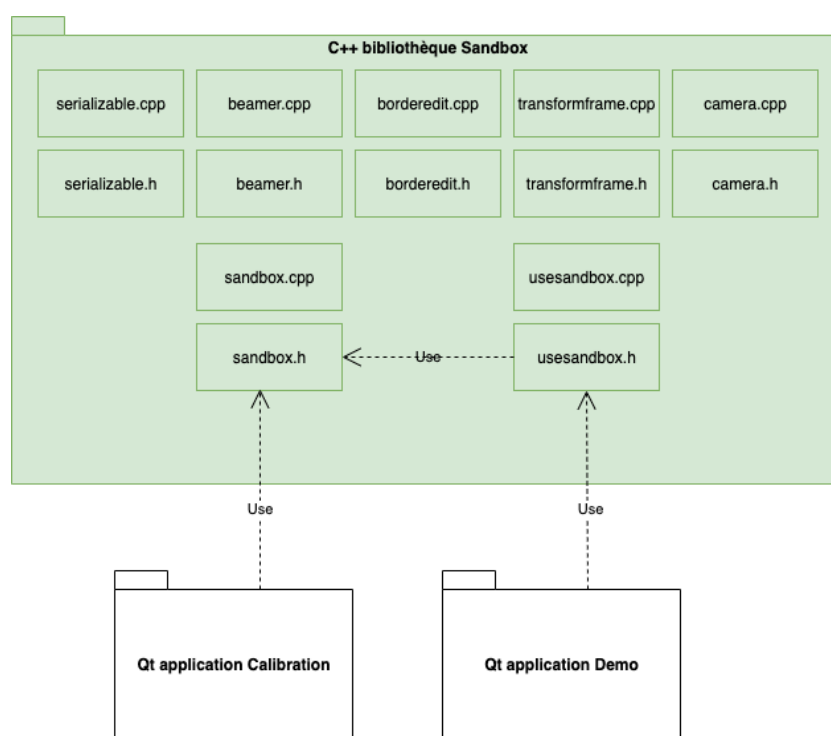 C++ bibliothèque Sandbox
serializable.cpp
beamer.cpp
borderedit.cpp
transformframe.cpp
camera.cpp
serializable.h
beamer.h
borderedit.h
transformframe.h
camera.h
sandbox.cpp
usesandbox.cpp
sandbox.h
Use
usesandbox.h
Use
Use
Qt application Calibration
Qt application Demo